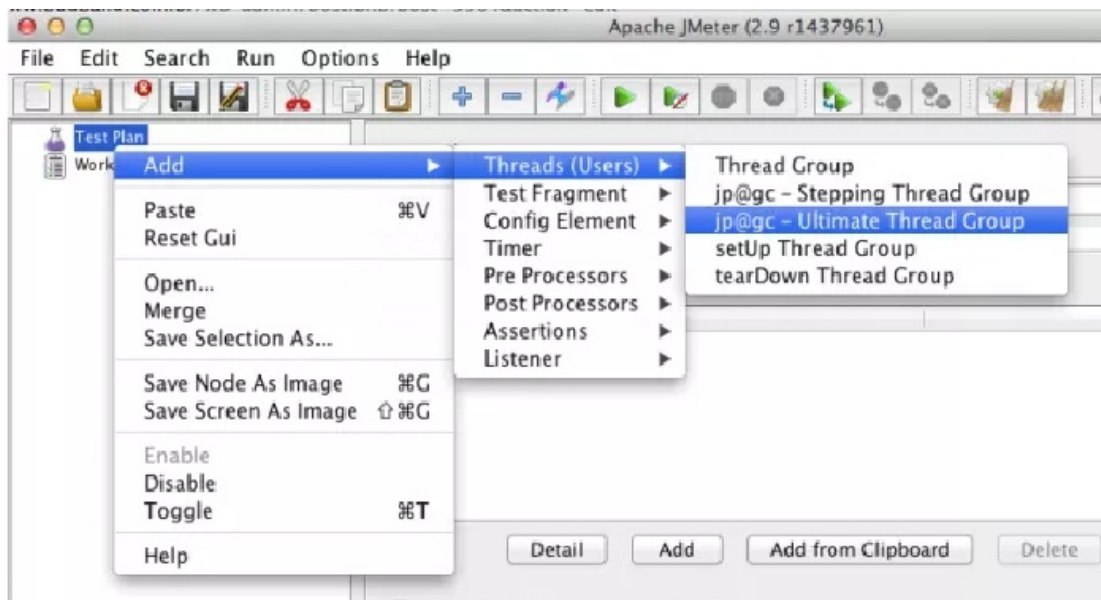 Apache JMeter (2.9 r1437961)
File Edit Search Run Options Help
Test Plan
Work
Add
Paste ⌘V
Reset Gui
Open...
Merge
Save Selection As...
Save Node As Image ⌘G
Save Screen As Image ⇧⌘G
Enable
Disable
Toggle ⌘T
Help
Threads (Users)
Test Fragment
Config Element
Timer
Pre Processors
Post Processors
Assertions
Listener
Thread Group
jp@gc - Stepping Thread Group
jp@gc - Ultimate Thread Group
setUp Thread Group
tearDown Thread Group
Detail Add Add from Clipboard Delete